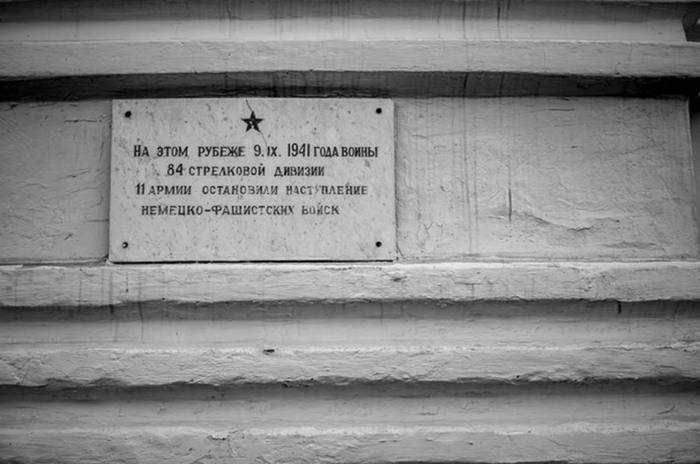 На этом рубеже 9.IX.1941 года воины
84 стрелковой дивизии
11 армии остановили наступление
немецко-фашистских войск